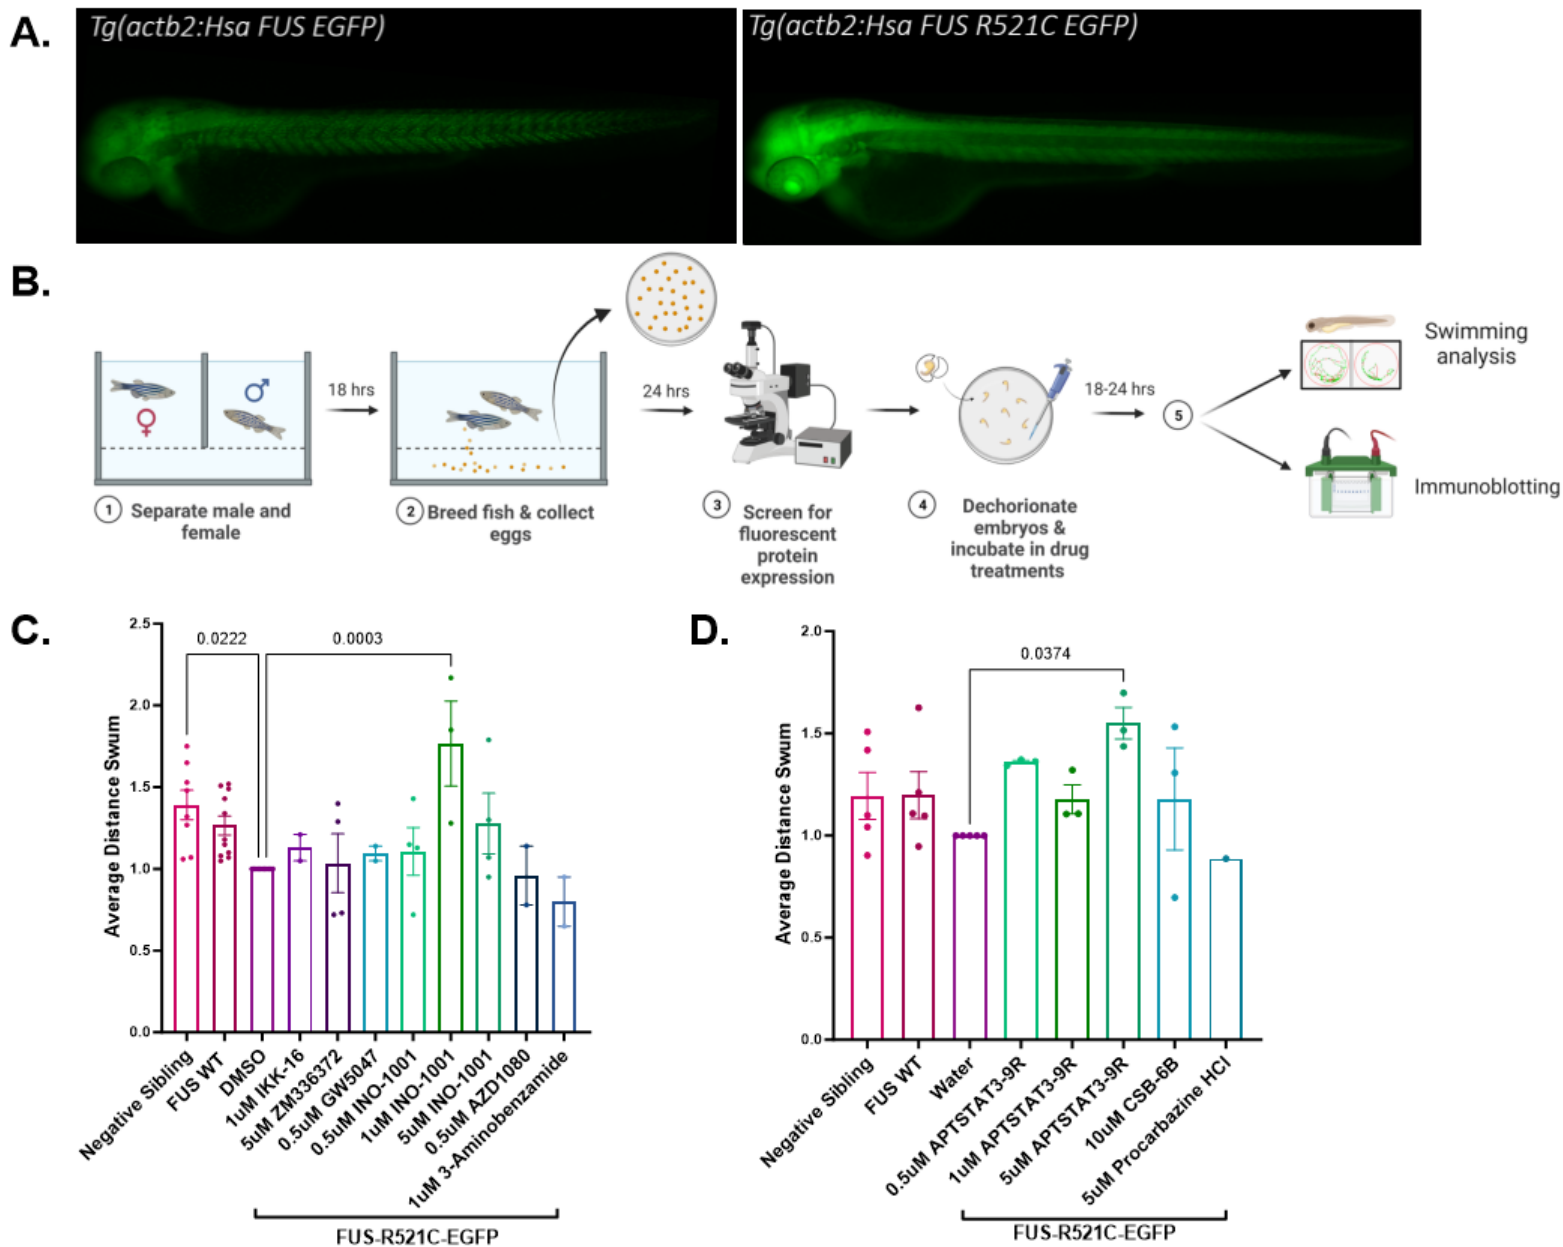 A.
Tg(actb2:Hsa FUS EGFP)
Tg(actb2:Hsa FUS R521C EGFP)
B.
18 hrs
24 hrs
18-24 hrs
5
Swimming
analysis
Immunoblotting
1 Separate male and
female
2 Breed fish & collect
eggs
3 Screen for
fluorescent
protein
expression
4 Dechorionate
embryos &
incubate in drug
treatments
C.
Average Distance Swum
2.5
2.0
1.5
1.0
0.5
0.0
0.0222
0.0003
Negative Sibling
FUS WT
DMSO
1uM IKK-16
5uM ZM336372
0.5uM GW5047
0.5uM INO-1001
1uM INO-1001
5uM INO-1001
0.5uM AZD1080
1uM 3-Aminobenzamide
FUS-R521C-EGFP
D.
Average Distance Swum
2.0
1.5
1.0
0.5
0.0
0.0374
Negative Sibling
FUS WT
Water
0.5uM APTSTAT3-9R
1uM APTSTAT3-9R
5uM APTSTAT3-9R
10uM CSB-6B
5uM Procarbazine HCl
FUS-R521C-EGFP